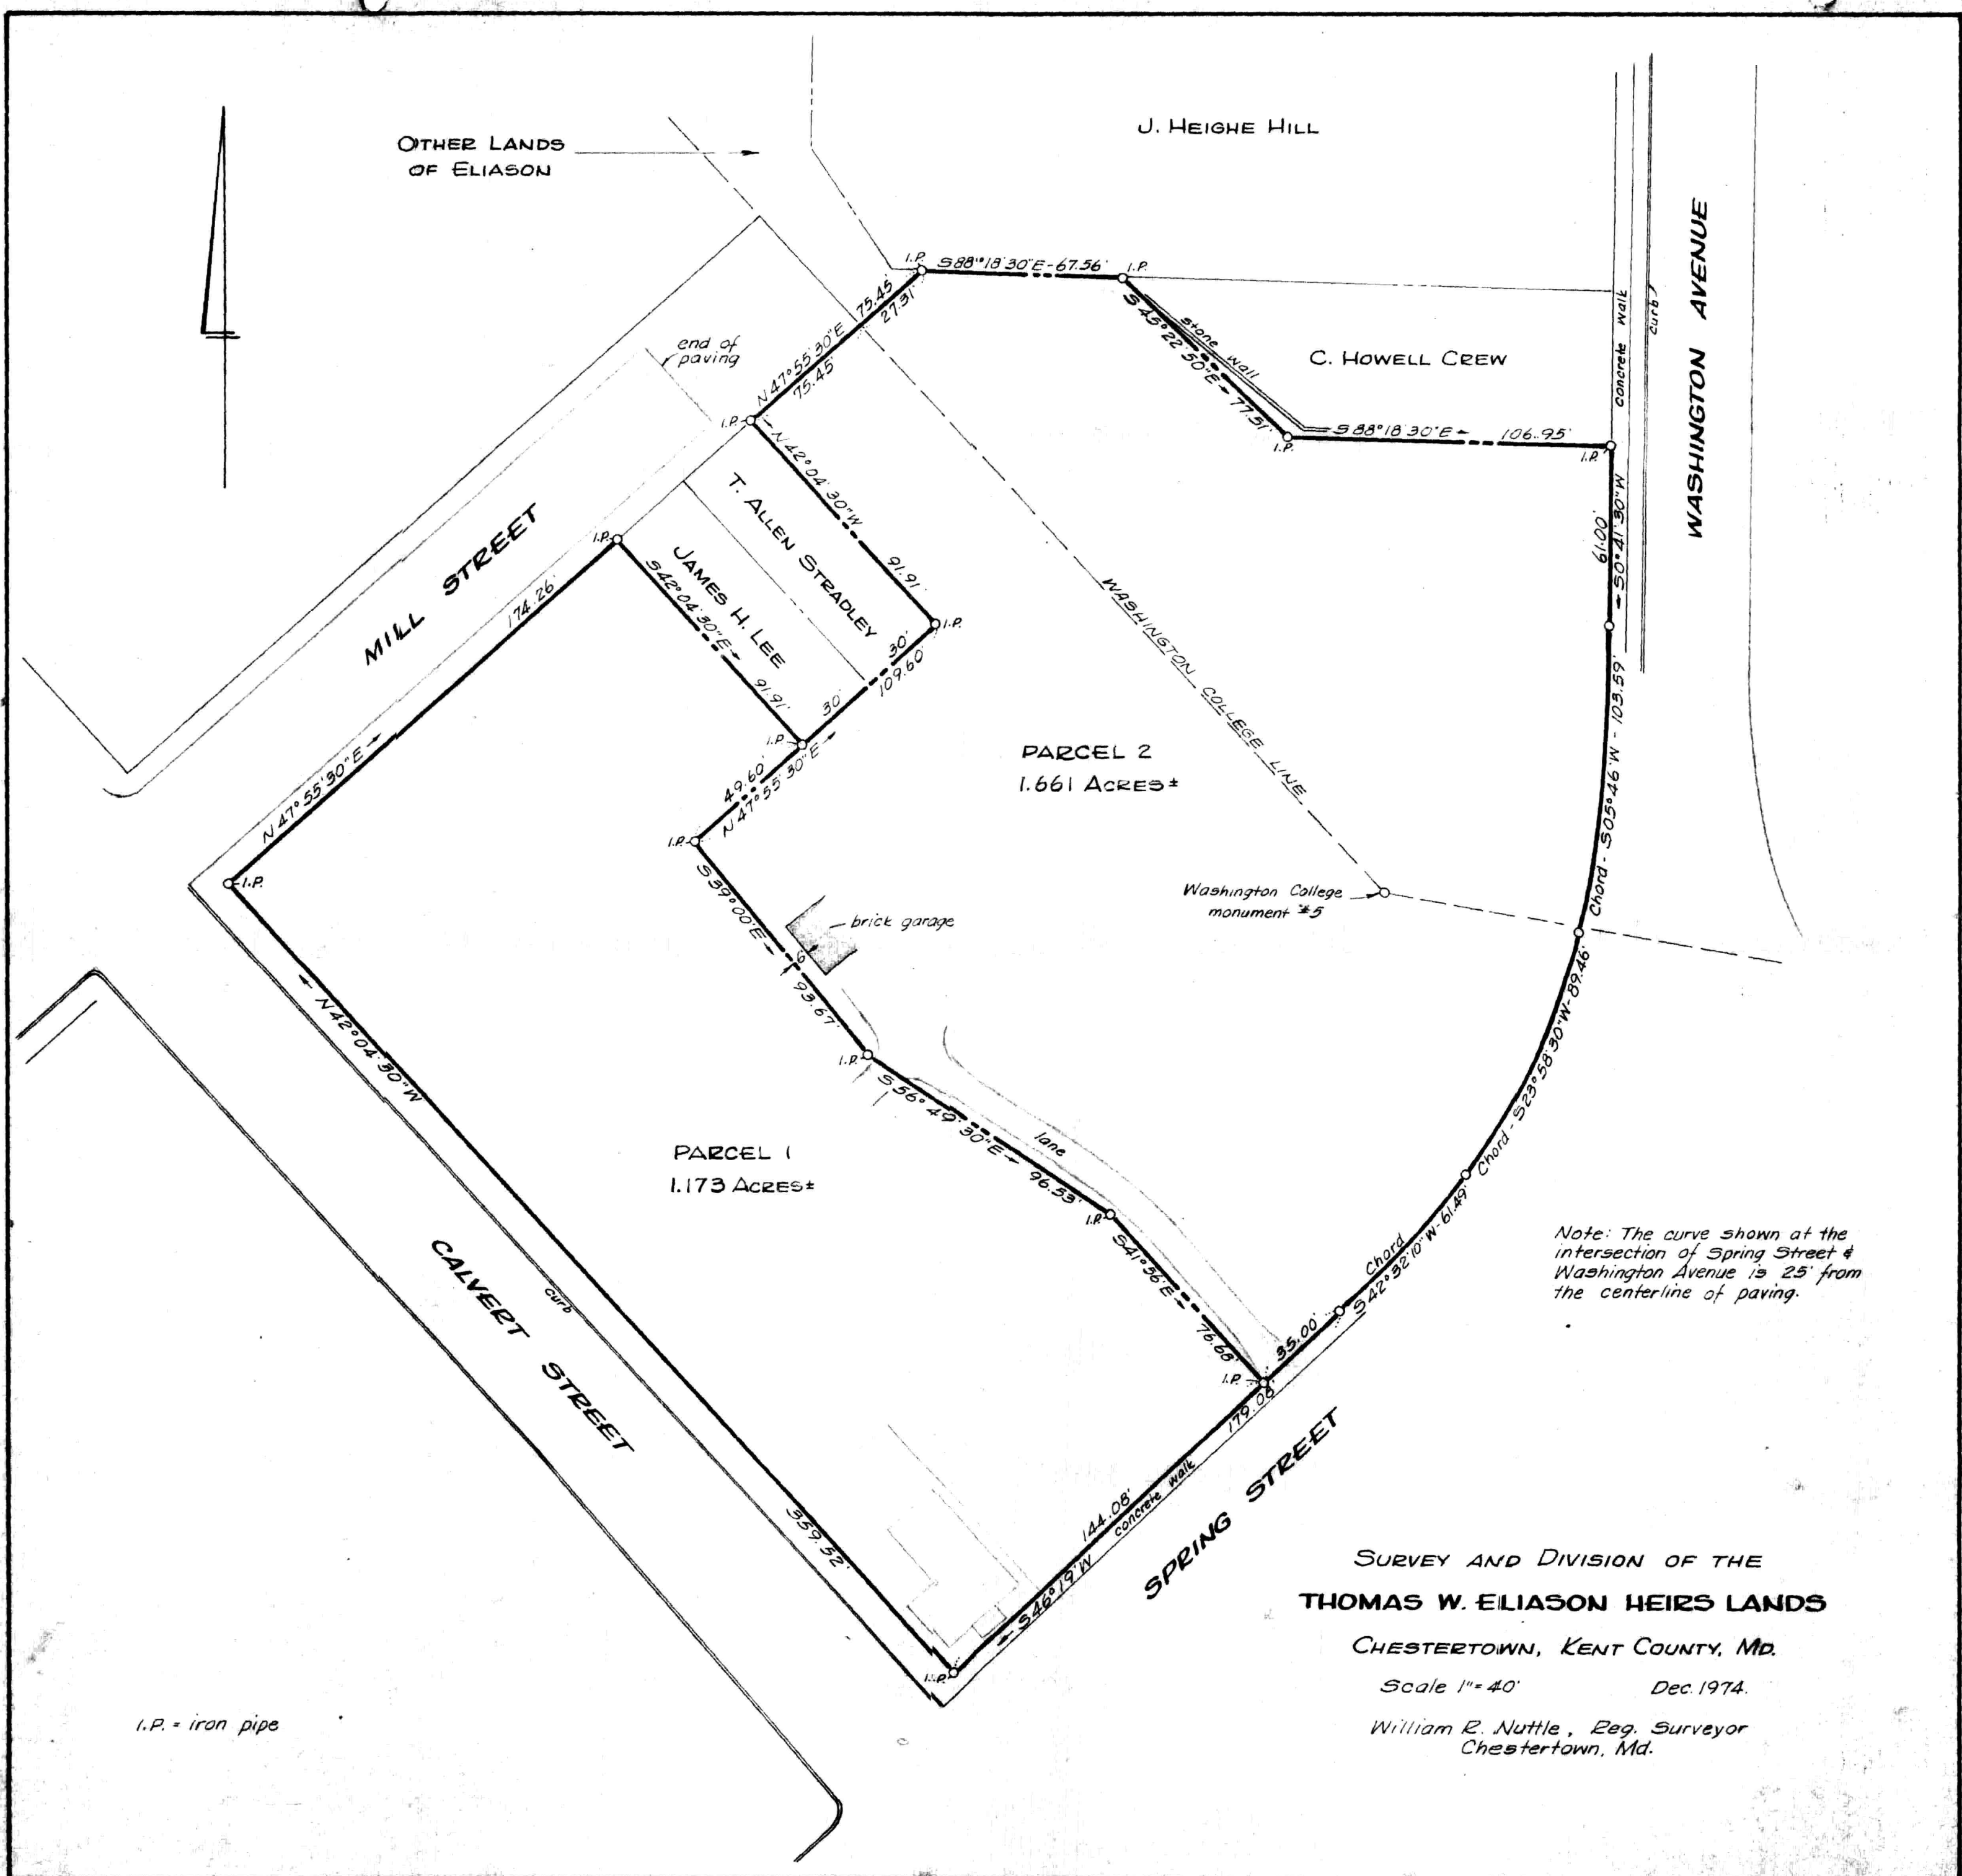 OTHER LANDS
OF ELIASON
J. HEIGHE HILL
WASHINGTON AVENUE
concrete walk
curb
I.P.
S88°18'30"E-67.56'
I.P.
75.45'
27.31'
N47°55'30"E
75.45'
end of
paving
S45°22'50"E 77.51'
stone wall
C. HOWELL CREW
I.P.
S88°18'30"E 106.95'
I.P.
I.P.
N42°04'30"W 91.91'
T. ALLEN STRADLEY
JAMES H. LEE
I.P.
S42°04'30"E 91.91'
MILL STREET
174.26'
N47°55'30"E
61.00'
S0°41'30"W
I.P.
30'
30'
109.60'
I.P.
49.60'
N47°55'30"E
I.P.
WASHINGTON COLLEGE LINE
PARCEL 2
1.661 ACRES±
Chord - S05°46'W - 103.59'
I.P.
Washington College
monument #5
brick garage
6'
S39°00'E 93.67'
I.P.
Chord - S23°58'30"W - 89.46'
N42°04'30"W
359.52'
S56°49'30"E 96.53'
lane
I.P.
PARCEL 1
1.173 ACRES±
S41°56'E 76.68'
I.P.
Chord
S42°32'10"W - 61.49'
35.00'
179.08'
Note: The curve shown at the
intersection of Spring Street &
Washington Avenue is 25' from
the centerline of paving.
CALVERT STREET
curb
144.08'
concrete walk
S46°19'W
SPRING STREET
I.P.
SURVEY AND DIVISION OF THE
THOMAS W. ELIASON HEIRS LANDS
CHESTERTOWN, KENT COUNTY, MD.
Scale 1"=40' Dec. 1974.
William R. Nuttle, Reg. Surveyor
Chestertown, Md.
I.P. = iron pipe